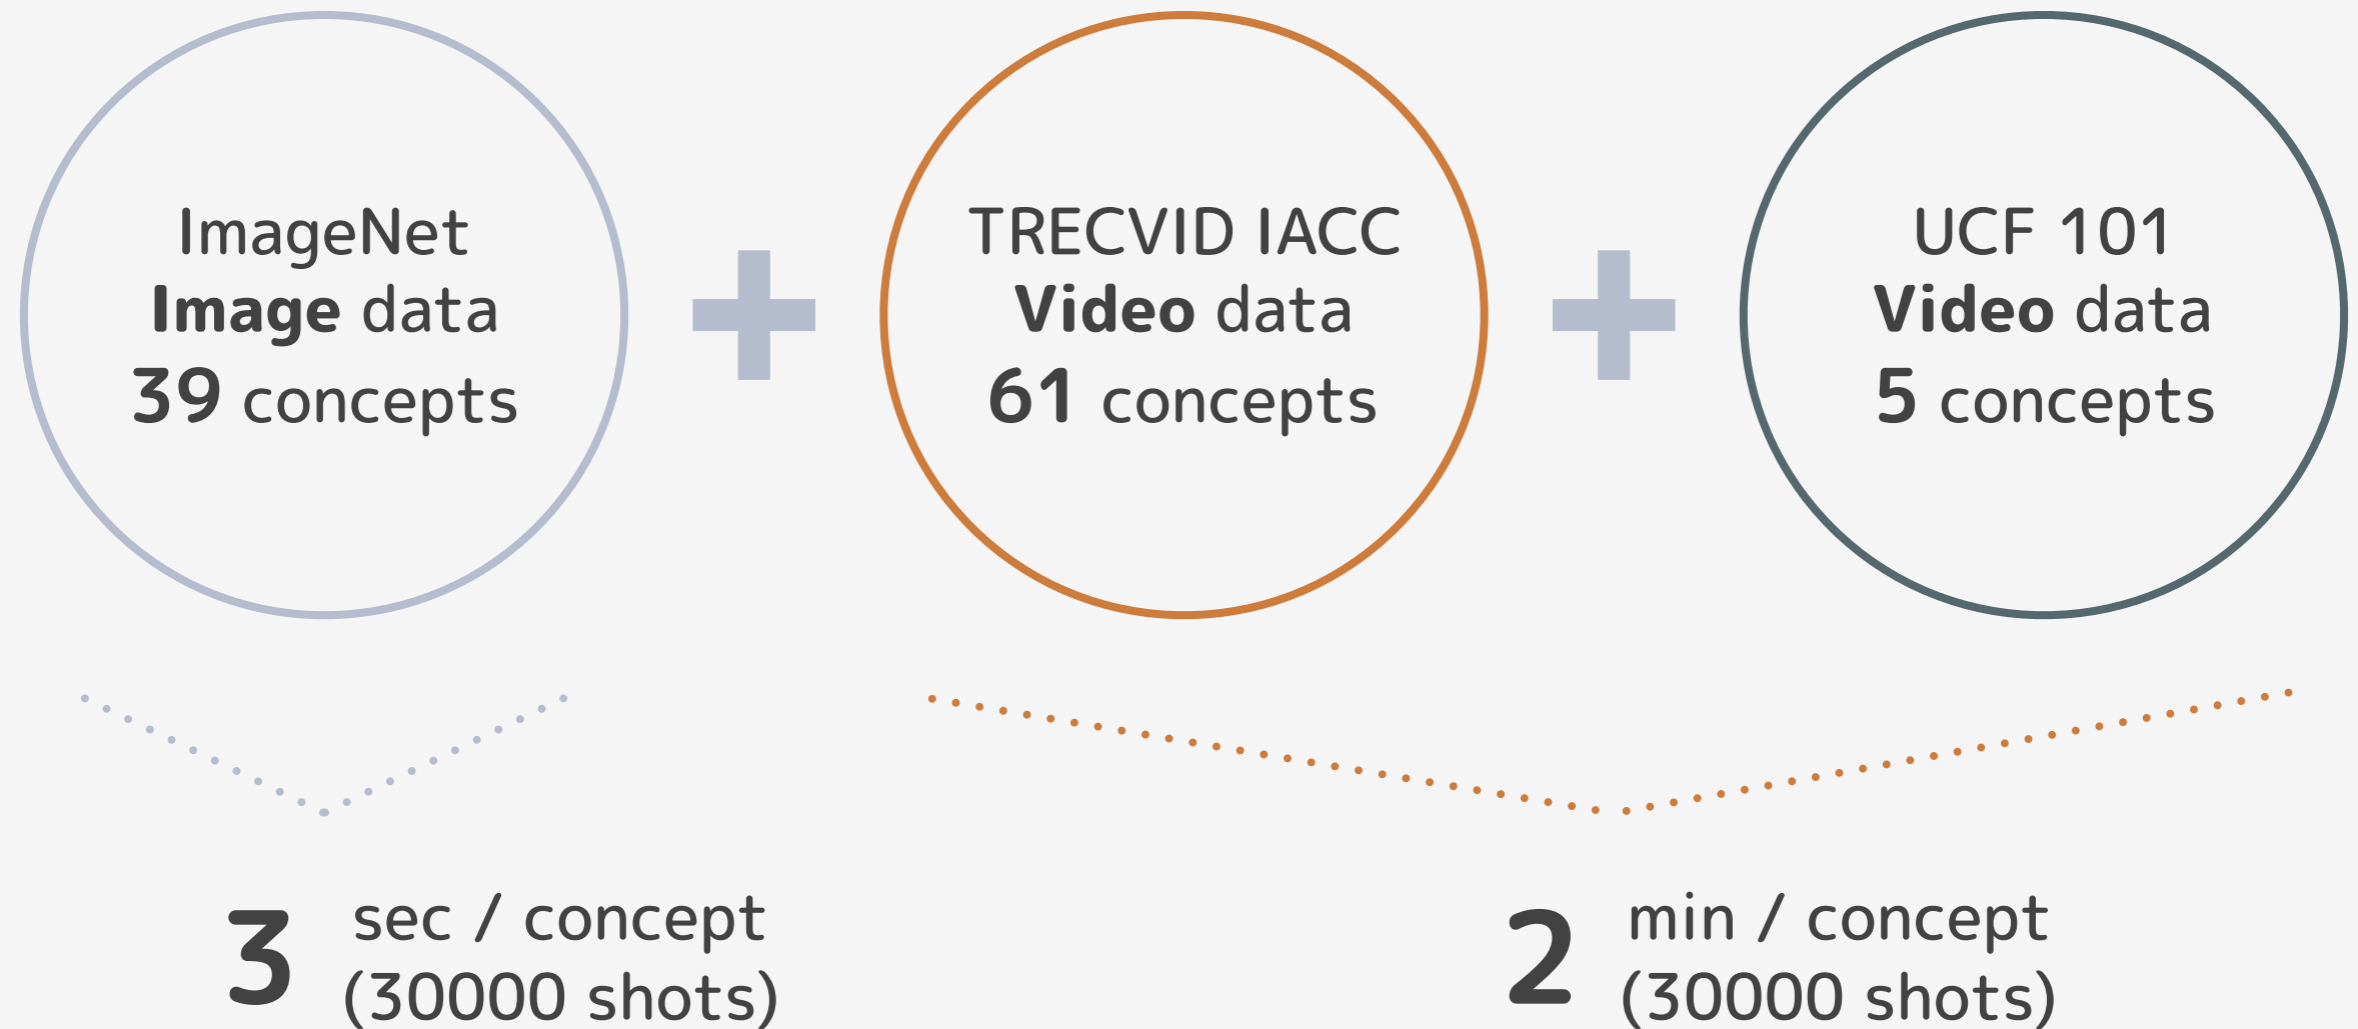 ImageNet
Image data
39 concepts
TRECVID IACC
Video data
61 concepts
UCF 101
Video data
5 concepts
3 sec / concept
(30000 shots)
2 min / concept
(30000 shots)